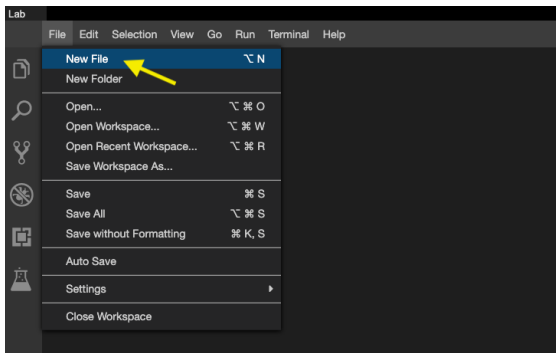 Lab
File Edit Selection View Go Run Terminal Help
New File ⌥ N
New Folder
Open... ⌥ ⌘ O
Open Workspace... ⌥ ⌘ W
Open Recent Workspace... ⌥ ⌘ R
Save Workspace As...
Save ⌘ S
Save All ⌥ ⌘ S
Save without Formatting ⌘ K, S
Auto Save
Settings
Close Workspace